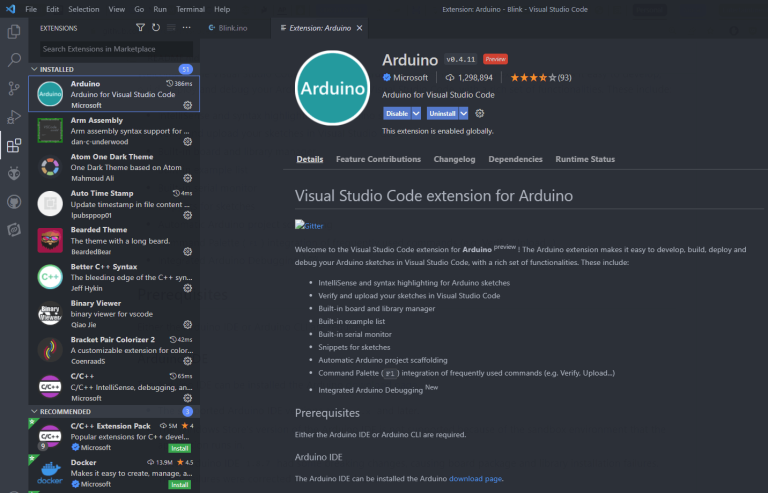 File Edit Selection View Go Run Terminal Help Extension: Arduino - Blink - Visual Studio Code
EXTENSIONS
Blink.ino
Extension: Arduino
Search Extensions in Marketplace
INSTALLED 51
Arduino 386ms
Arduino for Visual Studio Code
Microsoft
Arm Assembly
Arm assembly syntax support for ...
dan-c-underwood
Atom One Dark Theme
One Dark Theme based on Atom
Mahmoud Ali
Auto Time Stamp 4ms
Update timestamp in file content ...
lpubsppop01
Bearded Theme
The theme with a long beard.
BeardedBear
Better C++ Syntax
The bleeding edge of the C++ syn...
Jeff Hykin
Binary Viewer
binary viewer for vscode
Qiao Jie
Bracket Pair Colorizer 2 42ms
A customizable extension for color...
CoenraadS
C/C++ 63ms
C/C++ IntelliSense, debugging, an...
Microsoft
RECOMMENDED 3
C/C++ Extension Pack 5M 4
Popular extensions for C++ devel...
Microsoft Install
Docker 13.9M 4.5
Makes it easy to create, manage, a...
Microsoft Install
Arduino
Arduino v0.4.11 Preview
Microsoft 1,298,894 (93)
Arduino for Visual Studio Code
Disable Uninstall
This extension is enabled globally.
Details Feature Contributions Changelog Dependencies Runtime Status
Visual Studio Code extension for Arduino
Gitter
Welcome to the Visual Studio Code extension for Arduino preview ! The Arduino extension makes it easy to develop, build, deploy and
debug your Arduino sketches in Visual Studio Code, with a rich set of functionalities. These include:
IntelliSense and syntax highlighting for Arduino sketches
Verify and upload your sketches in Visual Studio Code
Built-in board and library manager
Built-in example list
Built-in serial monitor
Snippets for sketches
Automatic Arduino project scaffolding
Command Palette ( F1 ) integration of frequently used commands (e.g. Verify, Upload...)
Integrated Arduino Debugging New
Prerequisites
Either the Arduino IDE or Arduino CLI are required.
Arduino IDE
The Arduino IDE can be installed the Arduino download page.